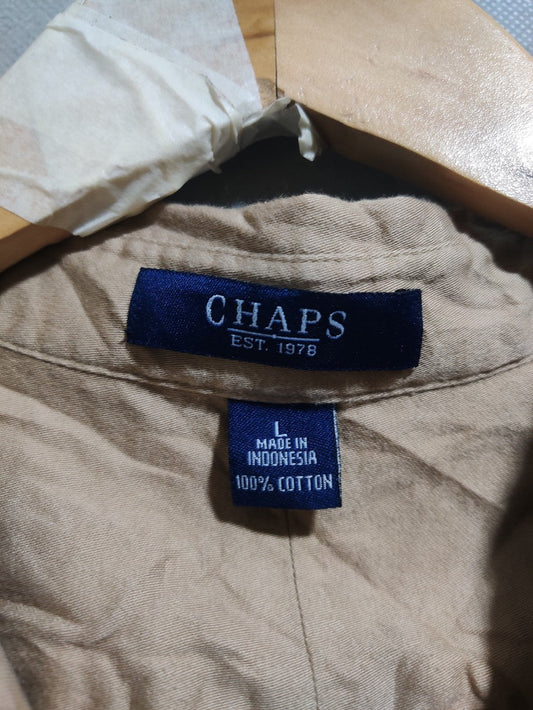 CHAPS
EST. 1978
L
MADE IN
INDONESIA
100% COTTON